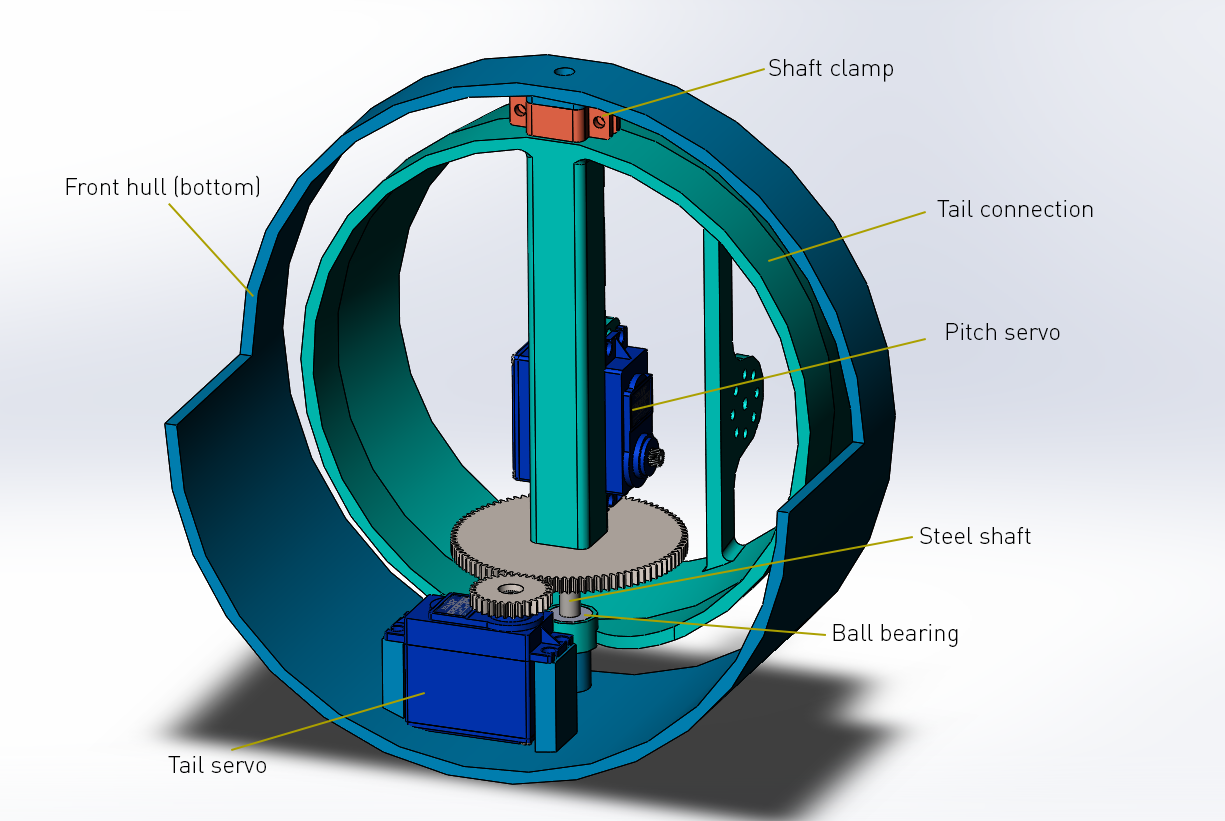 Shaft clamp
Front hull (bottom)
Tail connection
Pitch servo
Steel shaft
Ball bearing
Tail servo